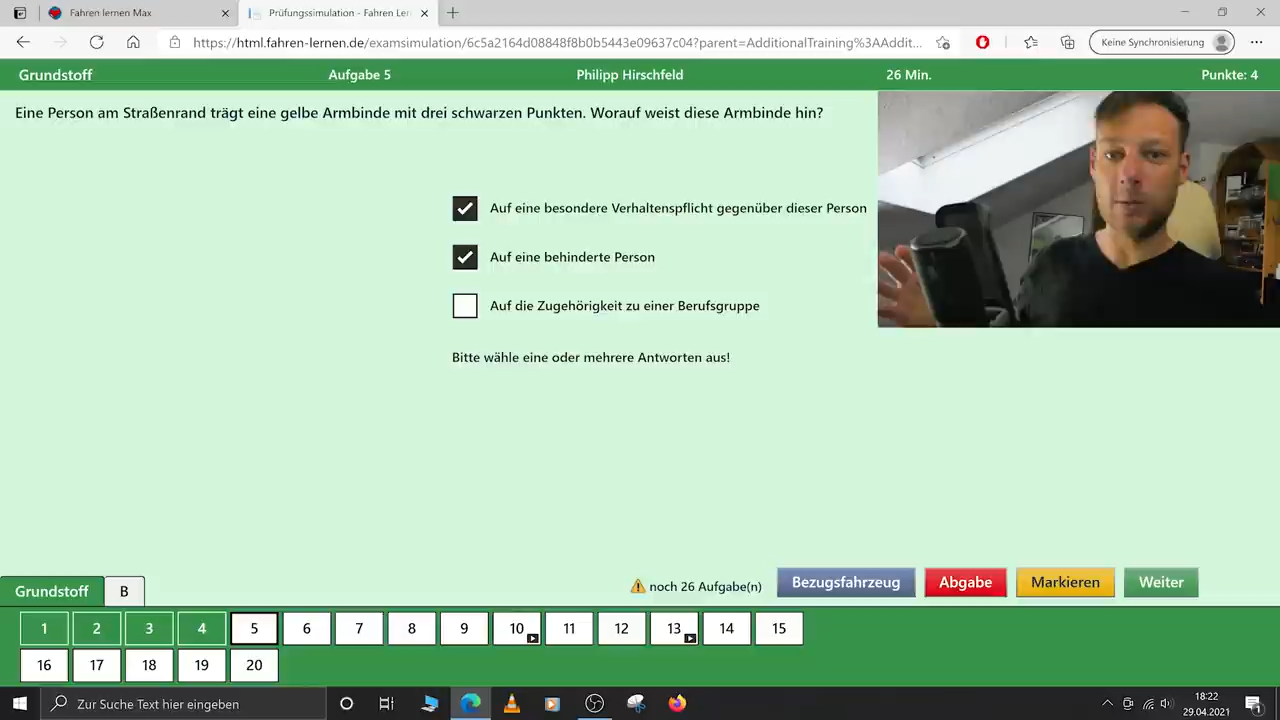 Fahren lernen Max
Prüfungssimulation - Fahren Ler
https://html.fahren-lernen.de/examsimulation/6c5a2164d08848f8b0b5443e09637c04?parent=AdditionalTraining%3AAddit...
Keine Synchronisierung
Grundstoff
Aufgabe 5
Philipp Hirschfeld
26 Min.
Punkte: 4
Eine Person am Straßenrand trägt eine gelbe Armbinde mit drei schwarzen Punkten. Worauf weist diese Armbinde hin?
Auf eine besondere Verhaltenspflicht gegenüber dieser Person
Auf eine behinderte Person
Auf die Zugehörigkeit zu einer Berufsgruppe
Bitte wähle eine oder mehrere Antworten aus!
Grundstoff
B
noch 26 Aufgabe(n)
Bezugsfahrzeug
Abgabe
Markieren
Weiter
1 2 3 4 5 6 7 8 9 10 11 12 13 14 15
16 17 18 19 20
Zur Suche Text hier eingeben
18:22
29.04.2021
1